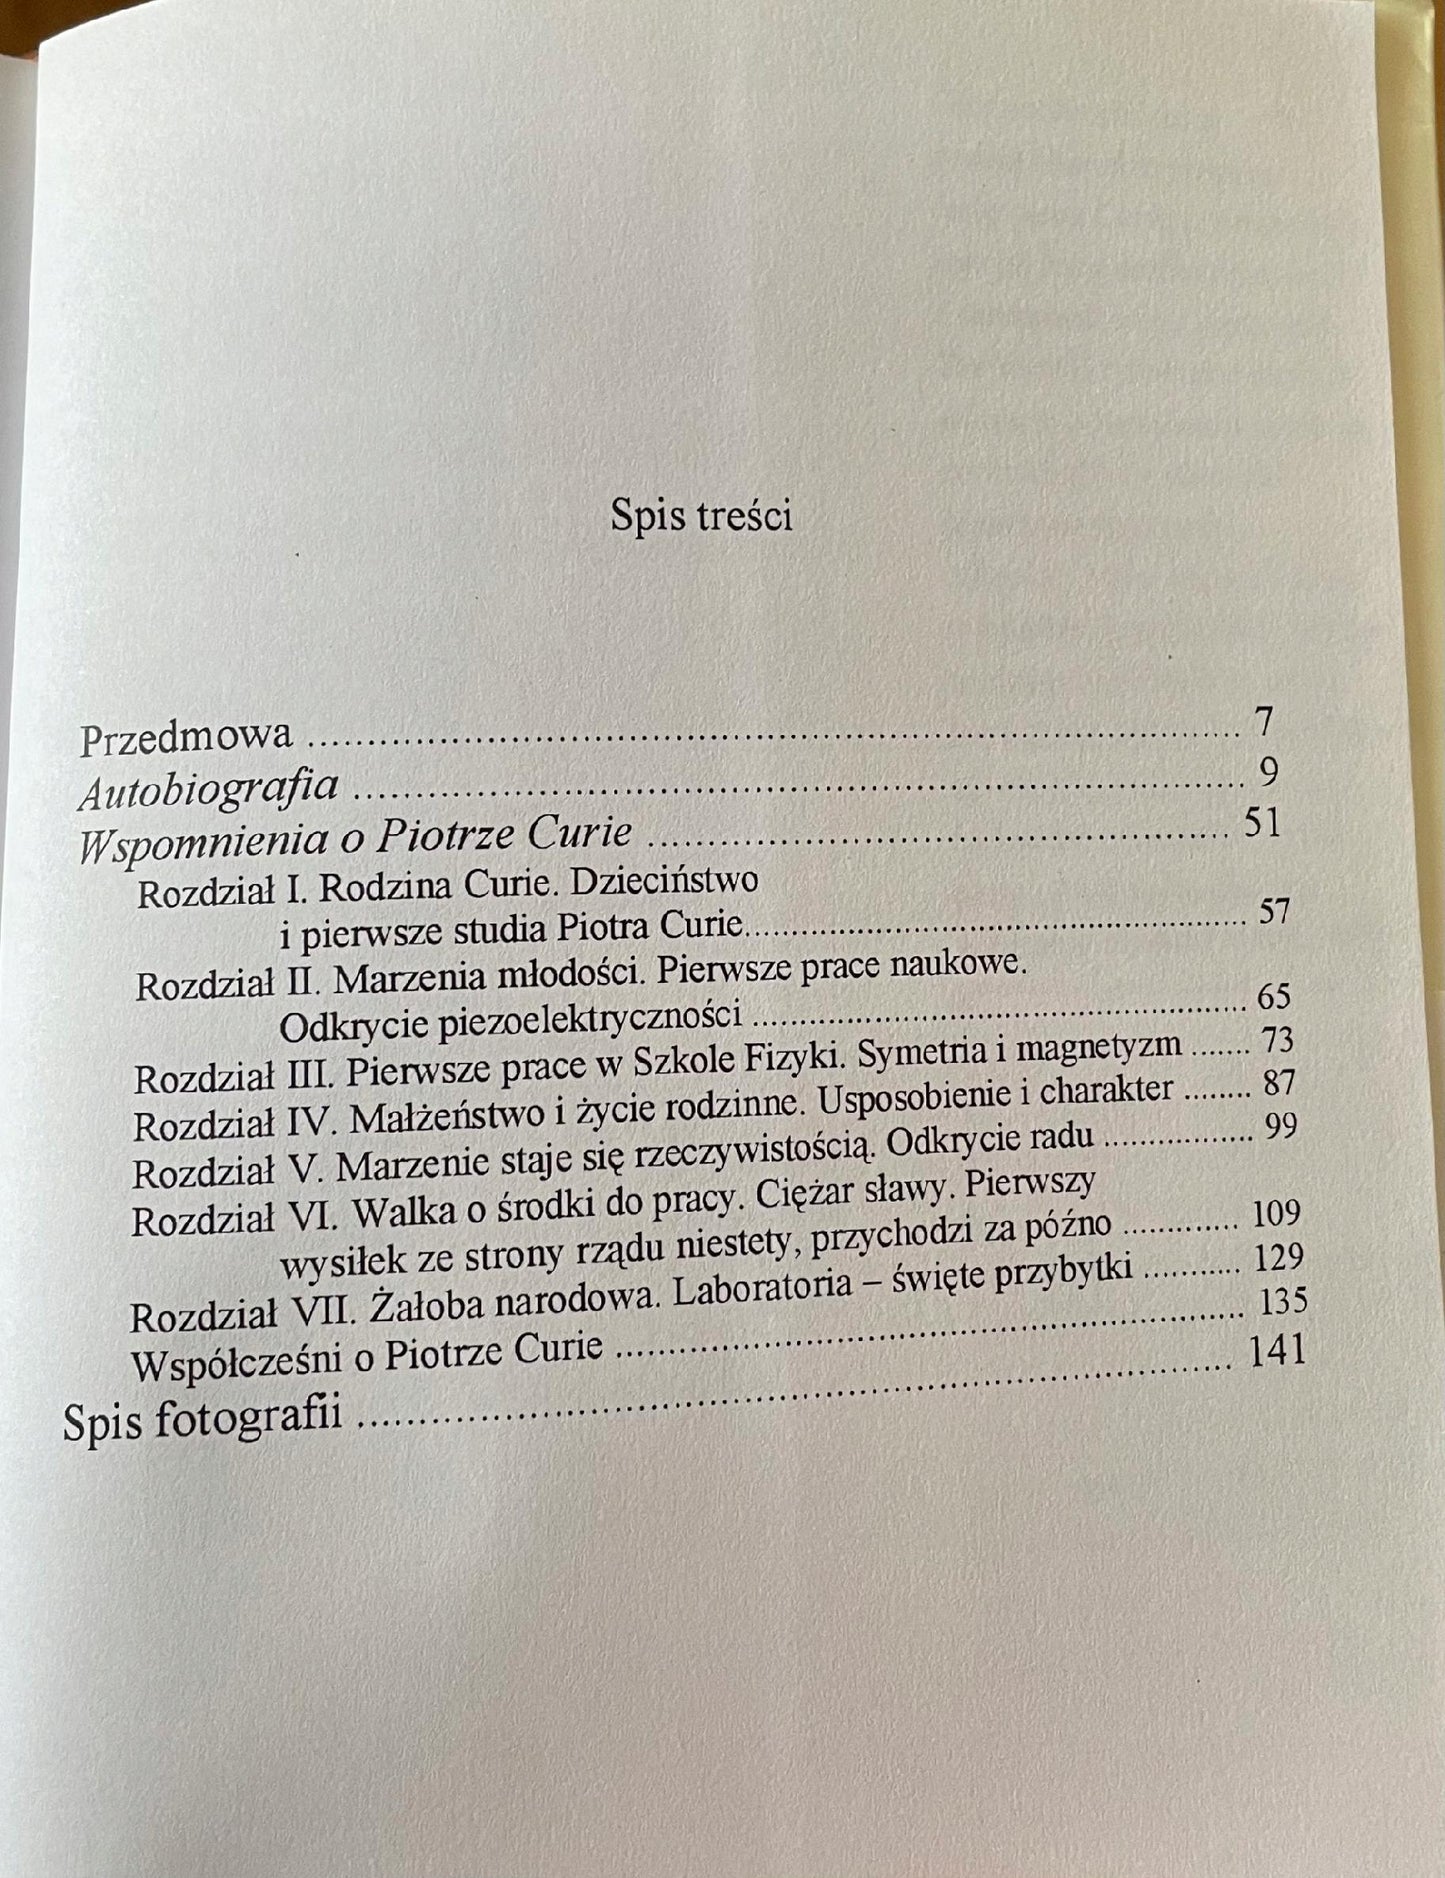 Spis treści
Przedmowa ........................................................................ 7
Autobiografia .................................................................... 9
Wspomnienia o Piotrze Curie ............................................ 51
Rozdział I. Rodzina Curie. Dzieciństwo
i pierwsze studia Piotra Curie............................................ 57
Rozdział II. Marzenia młodości. Pierwsze prace naukowe.
Odkrycie piezoelektryczności ............................................ 65
Rozdział III. Pierwsze prace w Szkole Fizyki. Symetria i magnetyzm ....... 73
Rozdział IV. Małżeństwo i życie rodzinne. Usposobienie i charakter ........ 87
Rozdział V. Marzenie staje się rzeczywistością. Odkrycie radu ................. 99
Rozdział VI. Walka o środki do pracy. Ciężar sławy. Pierwszy
wysiłek ze strony rządu niestety, przychodzi za późno ............. 109
Rozdział VII. Żałoba narodowa. Laboratoria – święte przybytki ........... 129
Współcześni o Piotrze Curie ............................................................ 135
Spis fotografii .................................................................... 141